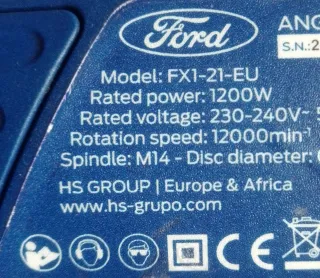 Ford
ANG
S.N.:2
Model: FX1-21-EU
Rated power: 1200W
Rated voltage: 230-240V~
Rotation speed: 12000min⁻¹
Spindle: M14 - Disc diameter:
HS GROUP | Europe & Africa
www.hs-grupo.com
CE